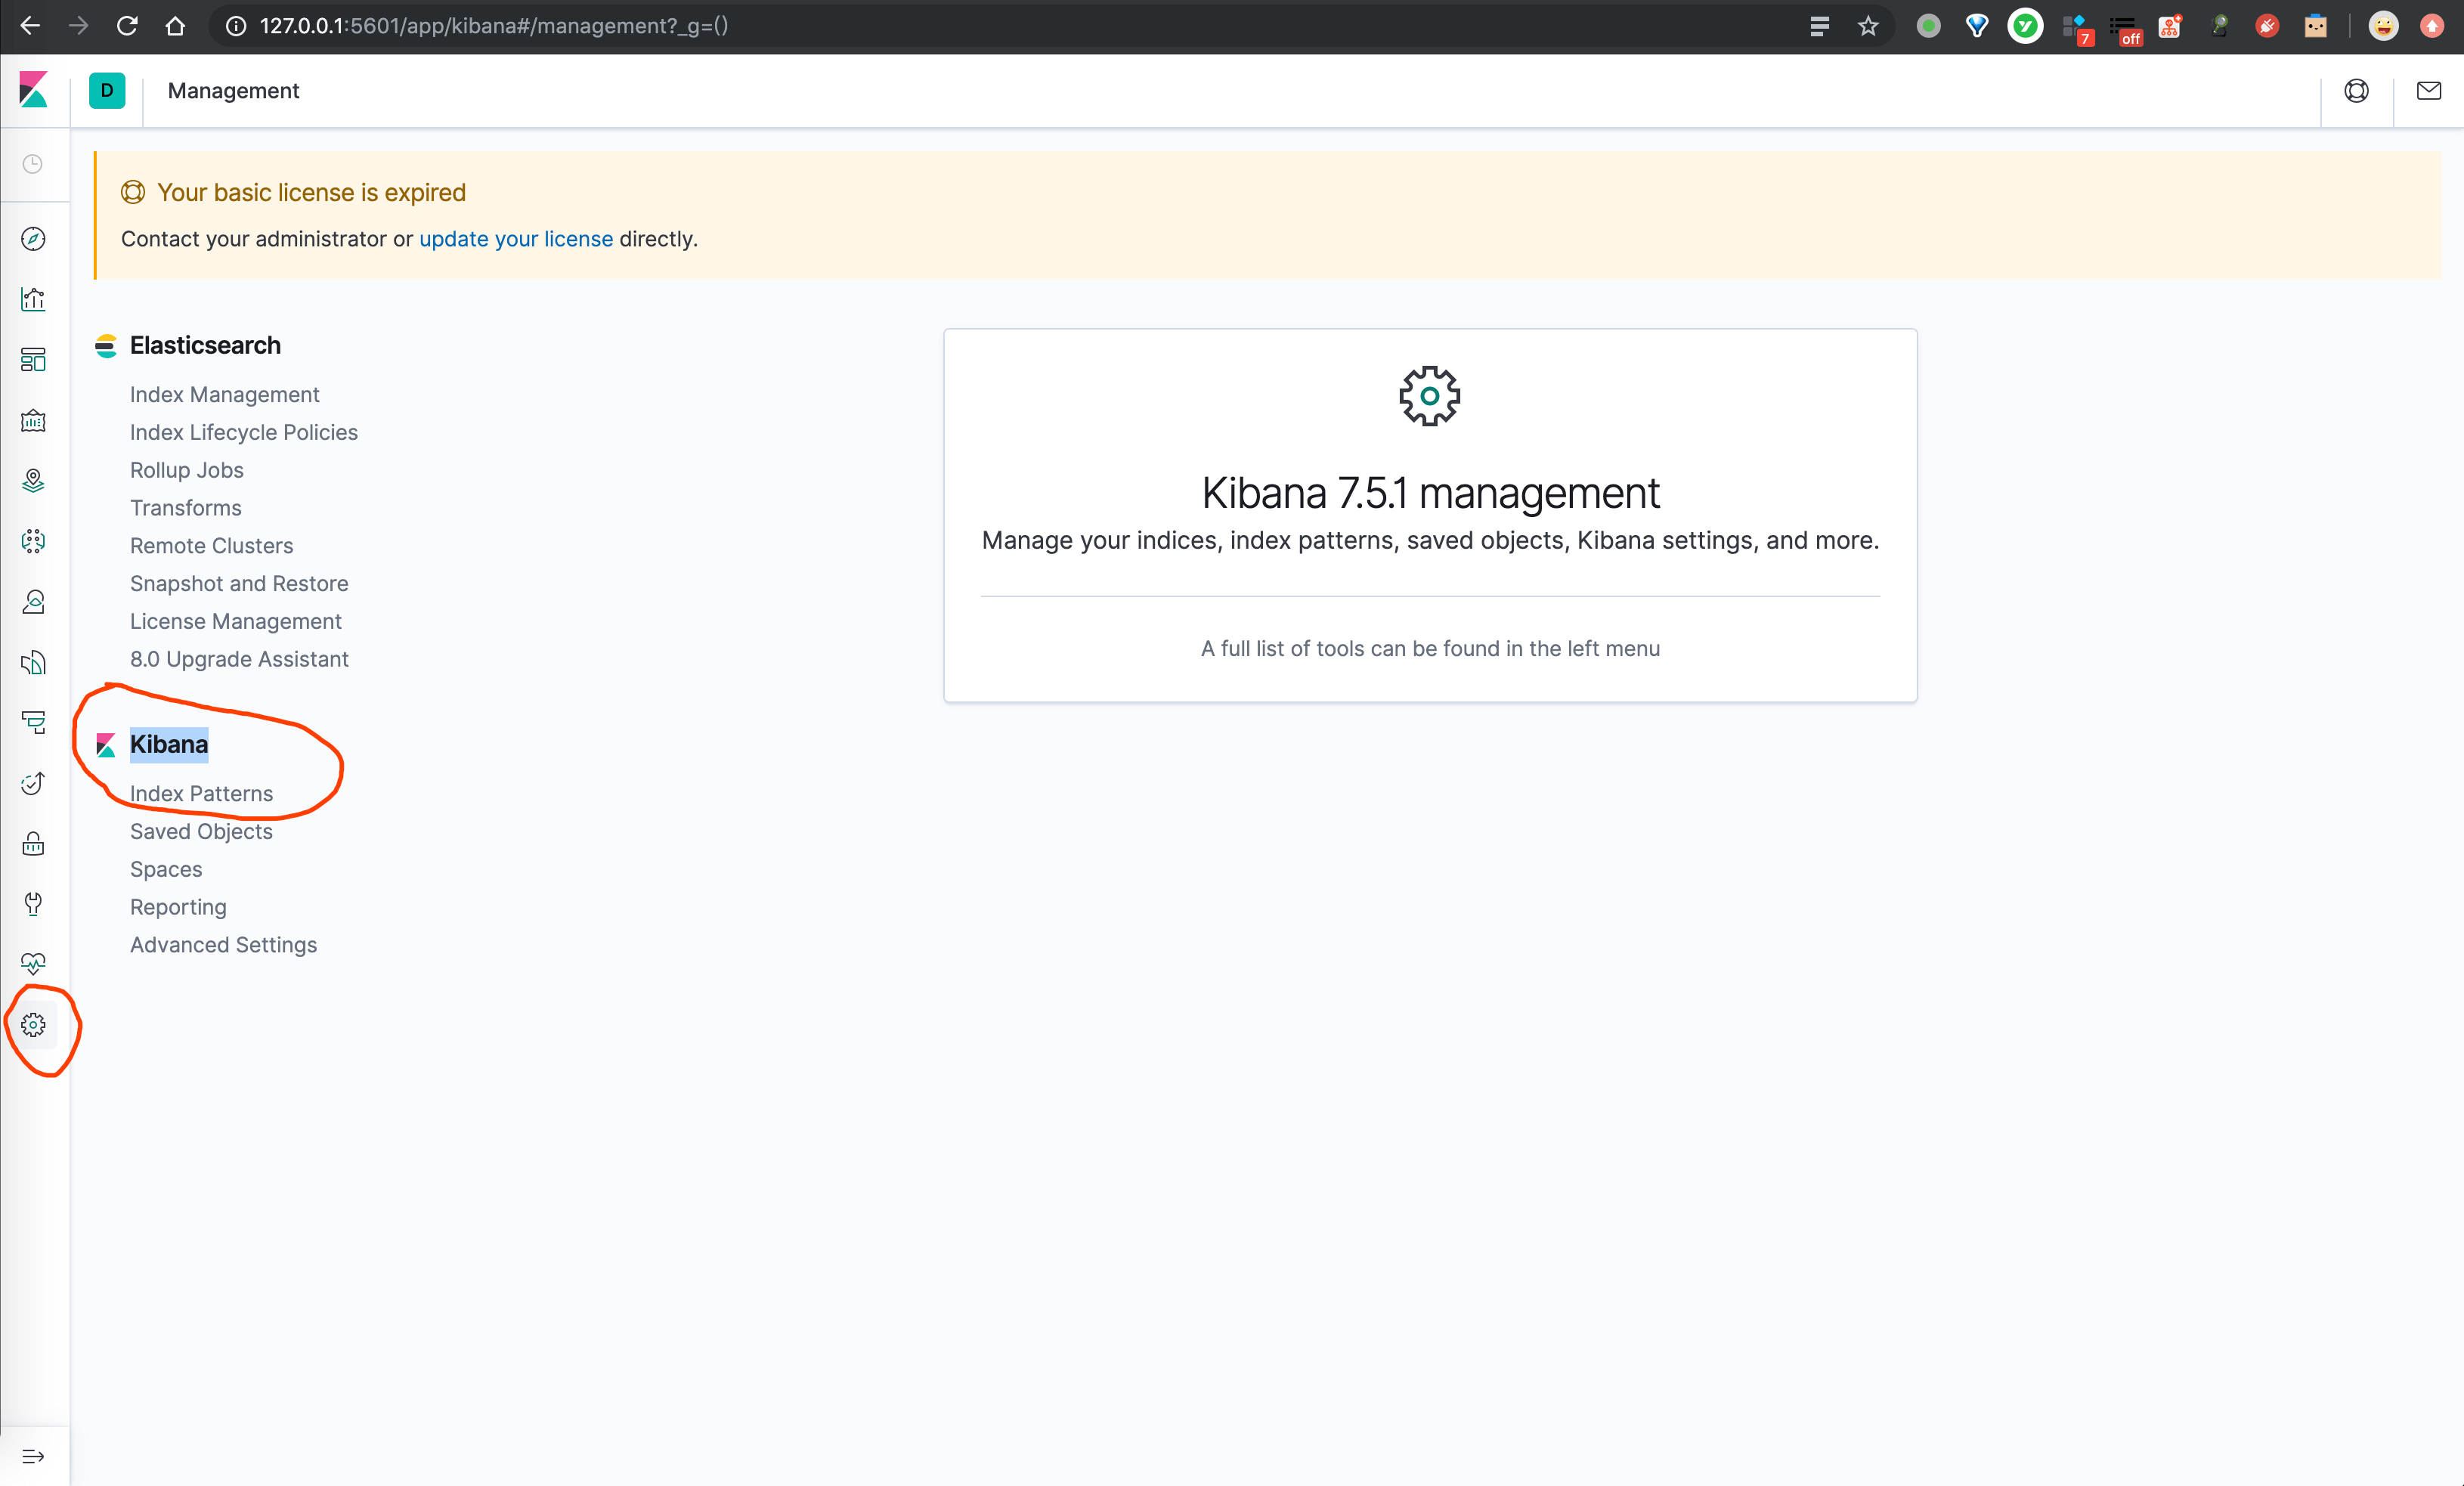 127.0.0.1:5601/app/kibana#/management?_g=()
7
off
D
Management
Your basic license is expired
Contact your administrator or update your license directly.
Elasticsearch
Index Management
Index Lifecycle Policies
Rollup Jobs
Transforms
Remote Clusters
Snapshot and Restore
License Management
8.0 Upgrade Assistant
Kibana
Index Patterns
Saved Objects
Spaces
Reporting
Advanced Settings
Kibana 7.5.1 management
Manage your indices, index patterns, saved objects, Kibana settings, and more.
A full list of tools can be found in the left menu